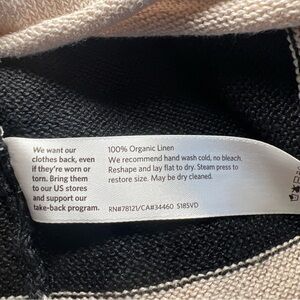 We want our
clothes back, even
if they're worn or
torn. Bring them
to our US stores
and support our
take-back program.
100% Organic Linen
We recommend hand wash cold, no bleach.
Reshape and lay flat to dry. Steam press to
restore size. May be dry cleaned.
RN#78121/CA#34460 S18SVD